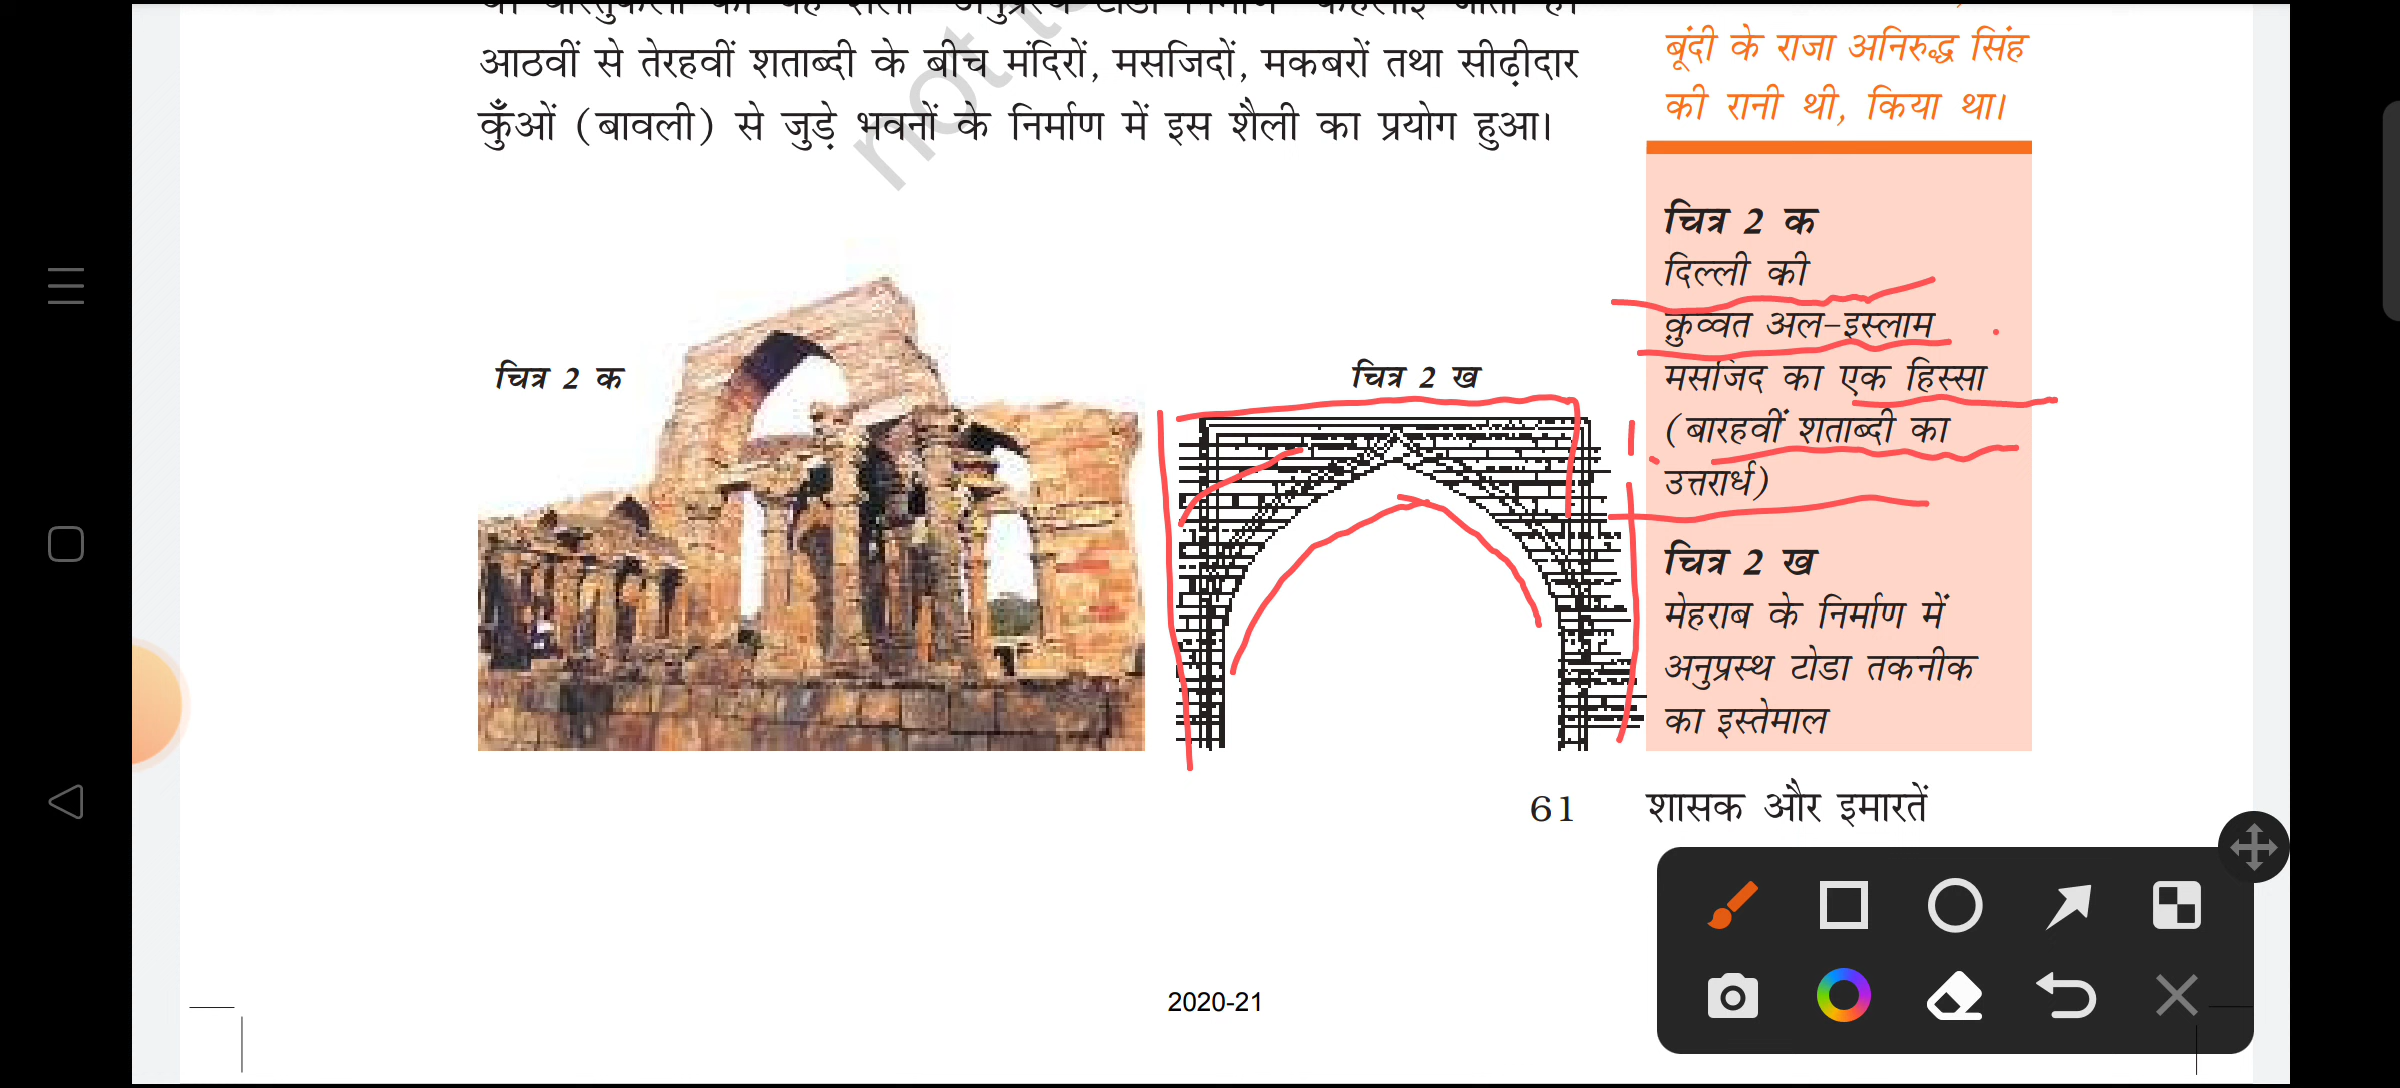 आठवीं से तेरहवीं शताब्दी के बीच मंदिरों, मसजिदों, मकबरों तथा सीढ़ीदार
कुँओं (बावली) से जुड़े भवनों के निर्माण में इस शैली का प्रयोग हुआ।
बूंदी के राजा अनिरुद्ध सिंह
की रानी थी, किया था।
चित्र 2 क
चित्र 2 ख
चित्र 2 क
दिल्ली की
क़ुव्वत अल-इस्लाम
मसजिद का एक हिस्सा
(बारहवीं शताब्दी का
उत्तरार्ध)
चित्र 2 ख
मेहराब के निर्माण में
अनुप्रस्थ टोडा तकनीक
का इस्तेमाल
61 शासक और इमारतें
2020-21